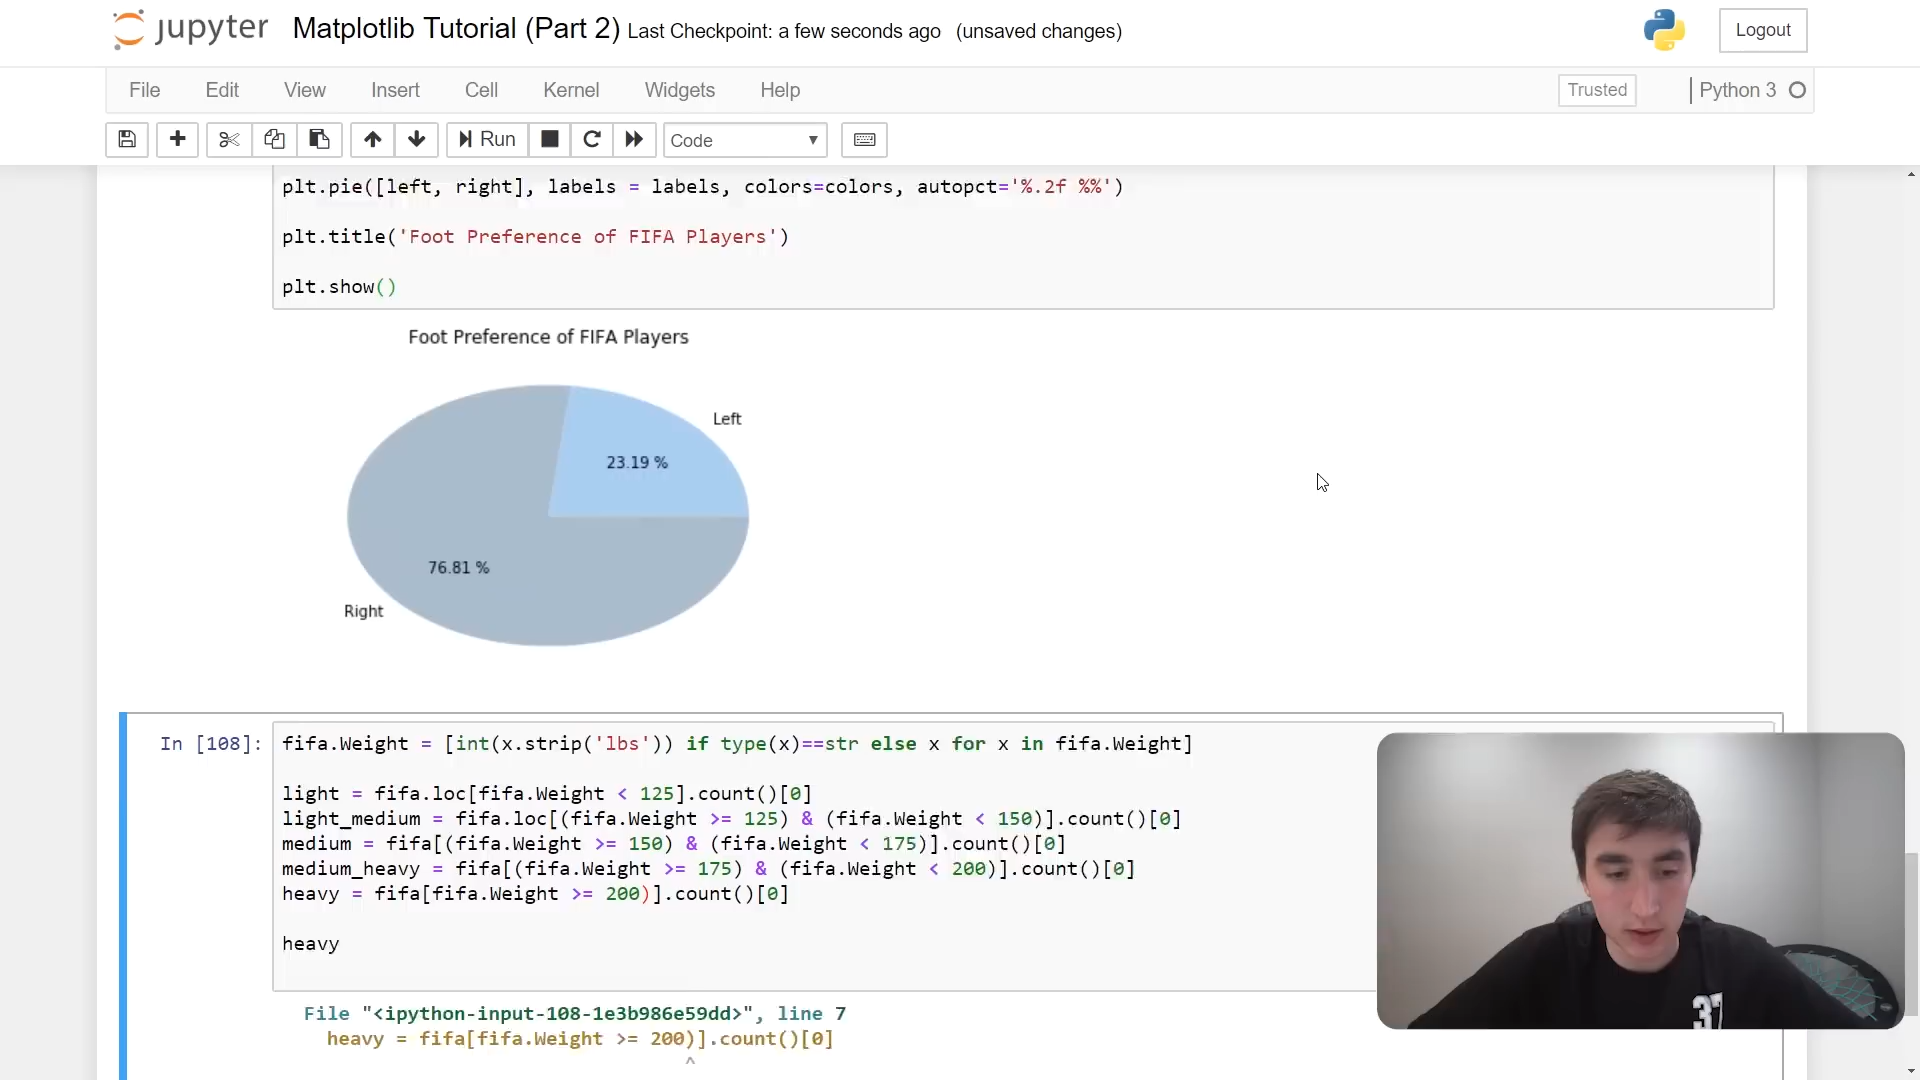 jupyter Matplotlib Tutorial (Part 2) Last Checkpoint: a few seconds ago (unsaved changes) Logout
File Edit View Insert Cell Kernel Widgets Help Trusted Python 3
Run Code
plt.pie([left, right], labels = labels, colors=colors, autopct='%.2f %%')
plt.title('Foot Preference of FIFA Players')
plt.show()
Foot Preference of FIFA Players
Left
23.19 %
76.81 %
Right
In [108]: fifa.Weight = [int(x.strip('lbs')) if type(x)==str else x for x in fifa.Weight]
light = fifa.loc[fifa.Weight < 125].count()[0]
light_medium = fifa.loc[(fifa.Weight >= 125) & (fifa.Weight < 150)].count()[0]
medium = fifa[(fifa.Weight >= 150) & (fifa.Weight < 175)].count()[0]
medium_heavy = fifa[(fifa.Weight >= 175) & (fifa.Weight < 200)].count()[0]
heavy = fifa[fifa.Weight >= 200)].count()[0]
heavy
37
File "<ipython-input-108-1e3b986e59dd>", line 7
heavy = fifa[fifa.Weight >= 200)].count()[0]
^